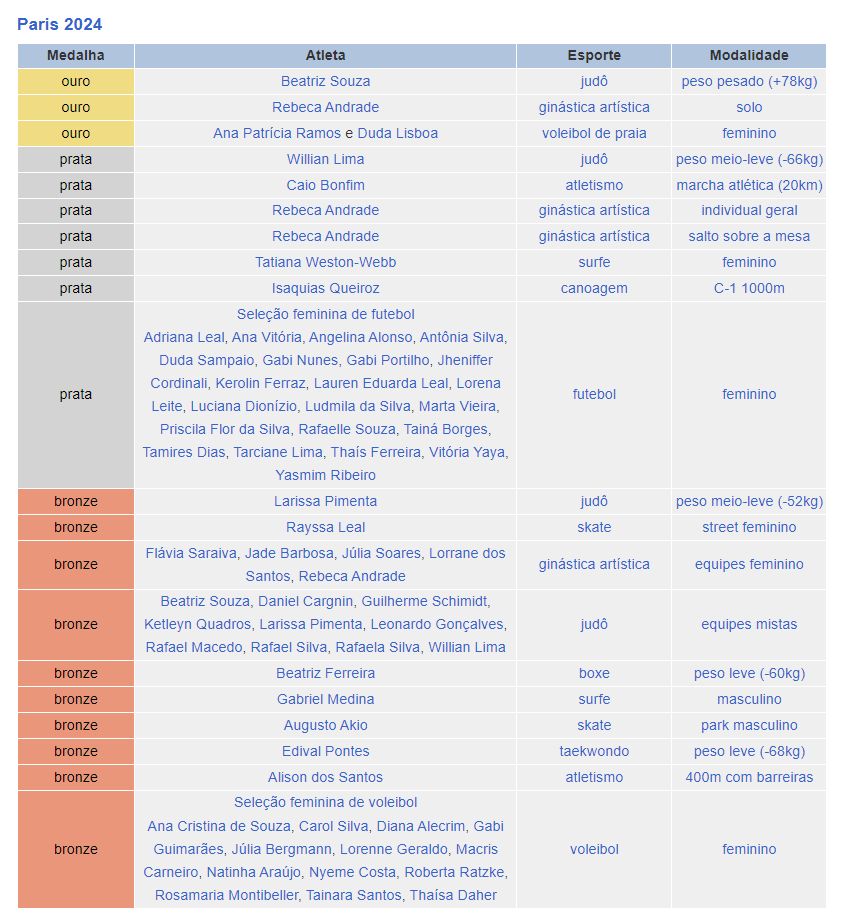 Paris 2024
Medalha Atleta Esporte Modalidade
ouro Beatriz Souza judô peso pesado (+78kg)
ouro Rebeca Andrade ginástica artística solo
ouro Ana Patrícia Ramos e Duda Lisboa voleibol de praia feminino
prata Willian Lima judô peso meio-leve (-66kg)
prata Caio Bonfim atletismo marcha atlética (20km)
prata Rebeca Andrade ginástica artística individual geral
prata Rebeca Andrade ginástica artística salto sobre a mesa
prata Tatiana Weston-Webb surfe feminino
prata Isaquias Queiroz canoagem C-1 1000m
Seleção feminina de futebol
Adriana Leal, Ana Vitória, Angelina Alonso, Antônia Silva,
Duda Sampaio, Gabi Nunes, Gabi Portilho, Jheniffer
Cordinali, Kerolin Ferraz, Lauren Eduarda Leal, Lorena
prata Leite, Luciana Dionízio, Ludmila da Silva, Marta Vieira, futebol feminino
Priscila Flor da Silva, Rafaelle Souza, Tainá Borges,
Tamires Dias, Tarciane Lima, Thaís Ferreira, Vitória Yaya,
Yasmim Ribeiro
bronze Larissa Pimenta judô peso meio-leve (-52kg)
bronze Rayssa Leal skate street feminino
bronze Flávia Saraiva, Jade Barbosa, Júlia Soares, Lorrane dos ginástica artística equipes feminino
Santos, Rebeca Andrade
Beatriz Souza, Daniel Cargnin, Guilherme Schimidt,
bronze Ketleyn Quadros, Larissa Pimenta, Leonardo Gonçalves, judô equipes mistas
Rafael Macedo, Rafael Silva, Rafaela Silva, Willian Lima
bronze Beatriz Ferreira boxe peso leve (-60kg)
bronze Gabriel Medina surfe masculino
bronze Augusto Akio skate park masculino
bronze Edival Pontes taekwondo peso leve (-68kg)
bronze Alison dos Santos atletismo 400m com barreiras
Seleção feminina de voleibol
Ana Cristina de Souza, Carol Silva, Diana Alecrim, Gabi
bronze Guimarães, Júlia Bergmann, Lorenne Geraldo, Macris voleibol feminino
Carneiro, Natinha Araújo, Nyeme Costa, Roberta Ratzke,
Rosamaria Montibeller, Tainara Santos, Thaísa Daher